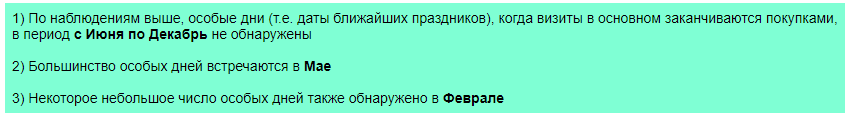 1) По наблюдениям выше, особые дни (т.е. даты ближайших праздников), когда визиты в основном заканчиваются покупками,
в период с Июня по Декабрь не обнаружены
2) Большинство особых дней встречаются в Мае
3) Некоторое небольшое число особых дней также обнаружено в Феврале